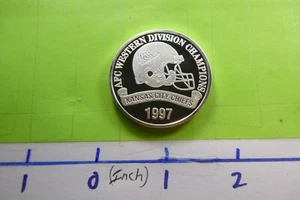 AFC WESTERN DIVISION CHAMPIONS
KANSAS CITY CHIEFS
1997
1 0 (Inch) 1 2